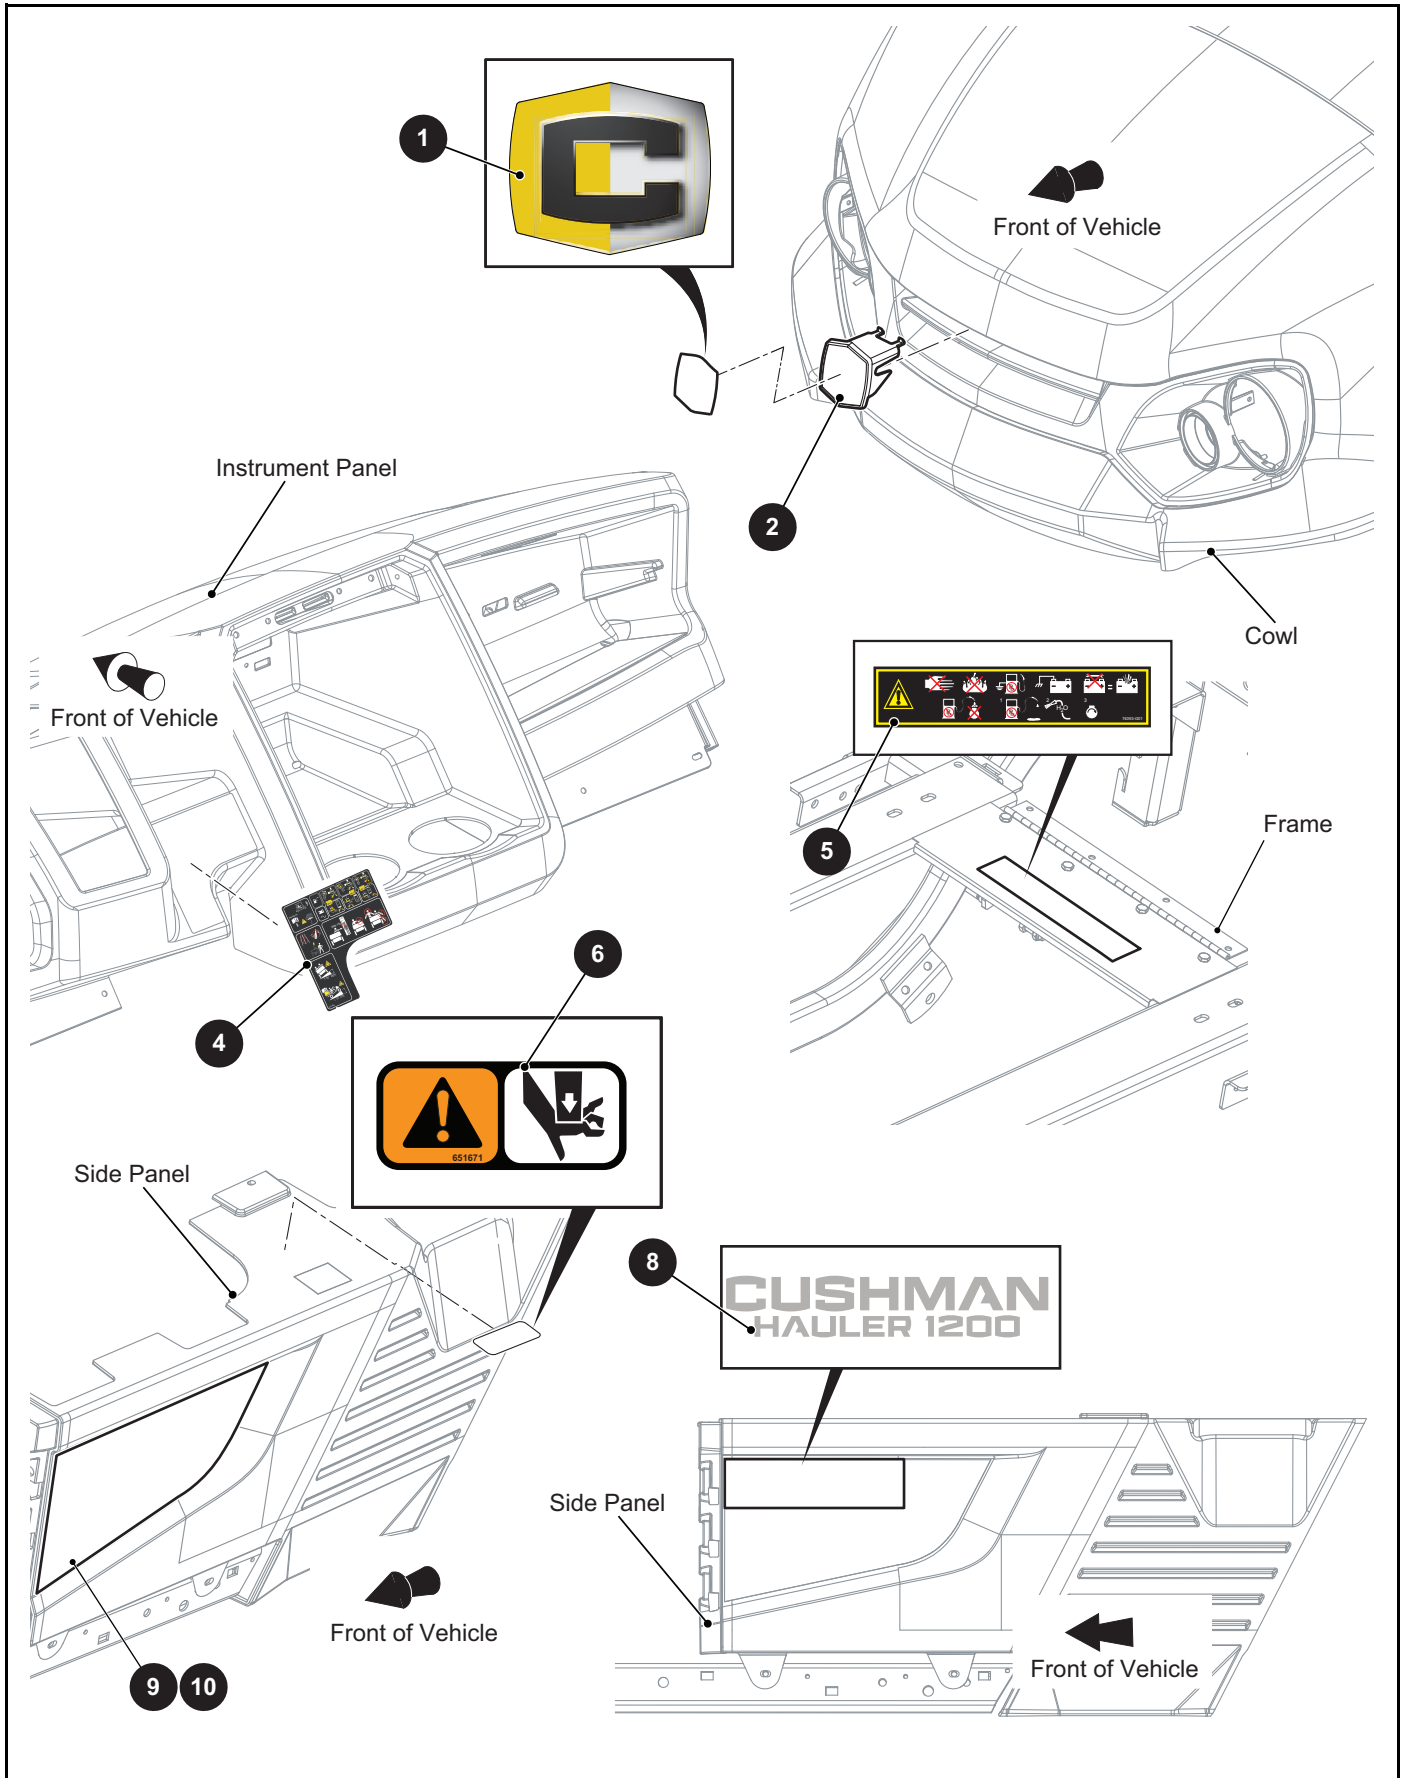 1
Front of Vehicle
2
Cowl
Instrument Panel
Front of Vehicle
4
5
Frame
6
651671
Side Panel
8
CUSHMAN
HAULER 1200
Side Panel
Front of Vehicle
Front of Vehicle
9 10